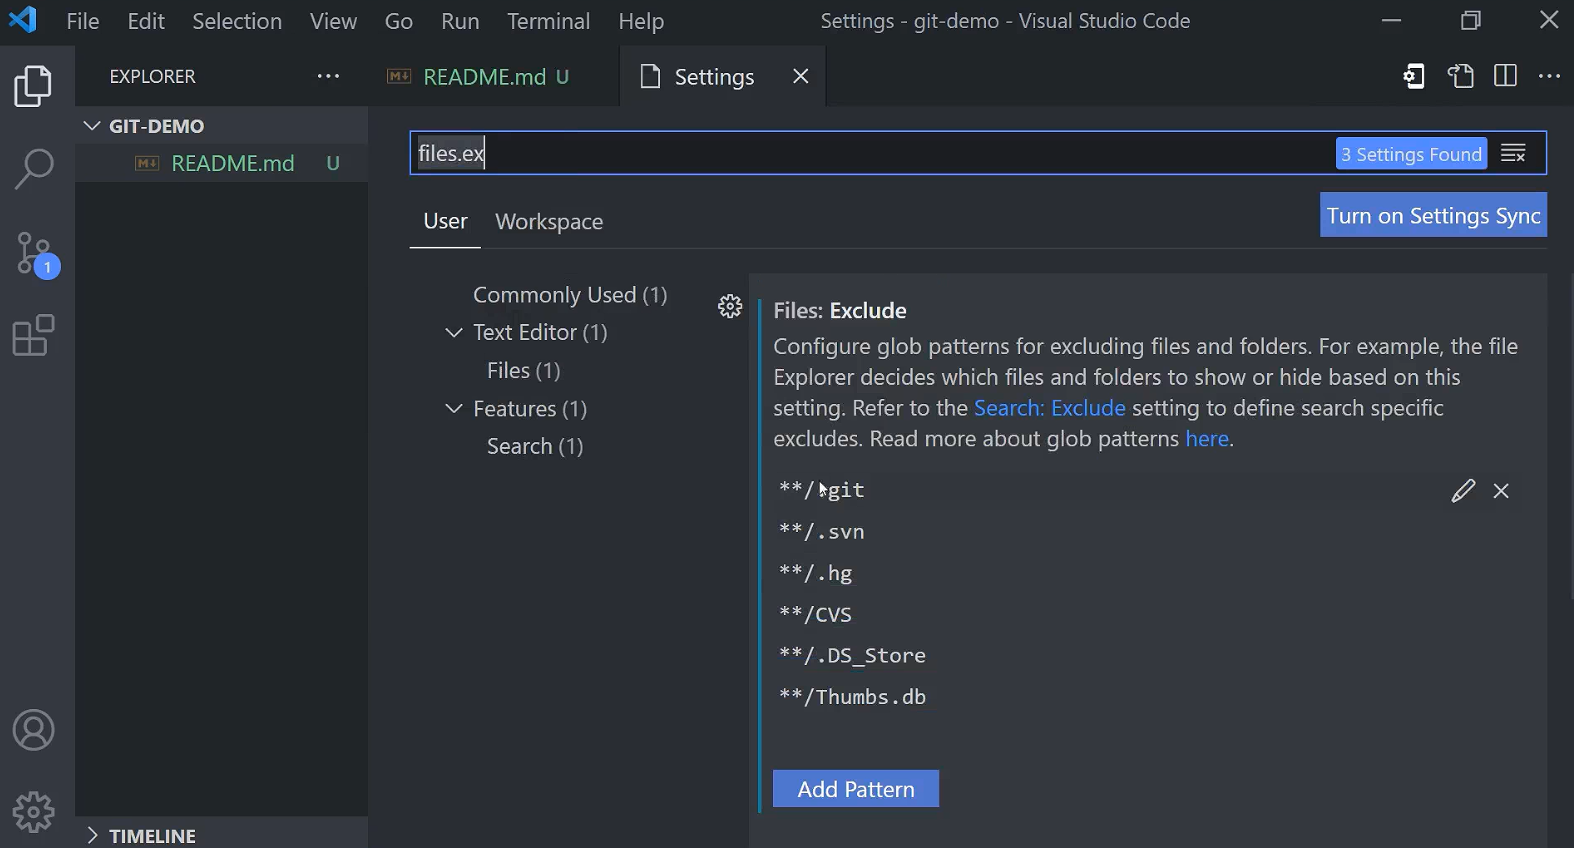 File Edit Selection View Go Run Terminal Help
Settings - git-demo - Visual Studio Code
EXPLORER
README.md U
Settings
GIT-DEMO
README.md U
files.ex
3 Settings Found
User Workspace
Turn on Settings Sync
1
Commonly Used (1)
Text Editor (1)
Files (1)
Features (1)
Search (1)
Files: Exclude
Configure glob patterns for excluding files and folders. For example, the file
Explorer decides which files and folders to show or hide based on this
setting. Refer to the Search: Exclude setting to define search specific
excludes. Read more about glob patterns here.
**/.git
**/.svn
**/.hg
**/CVS
**/.DS_Store
**/Thumbs.db
Add Pattern
TIMELINE